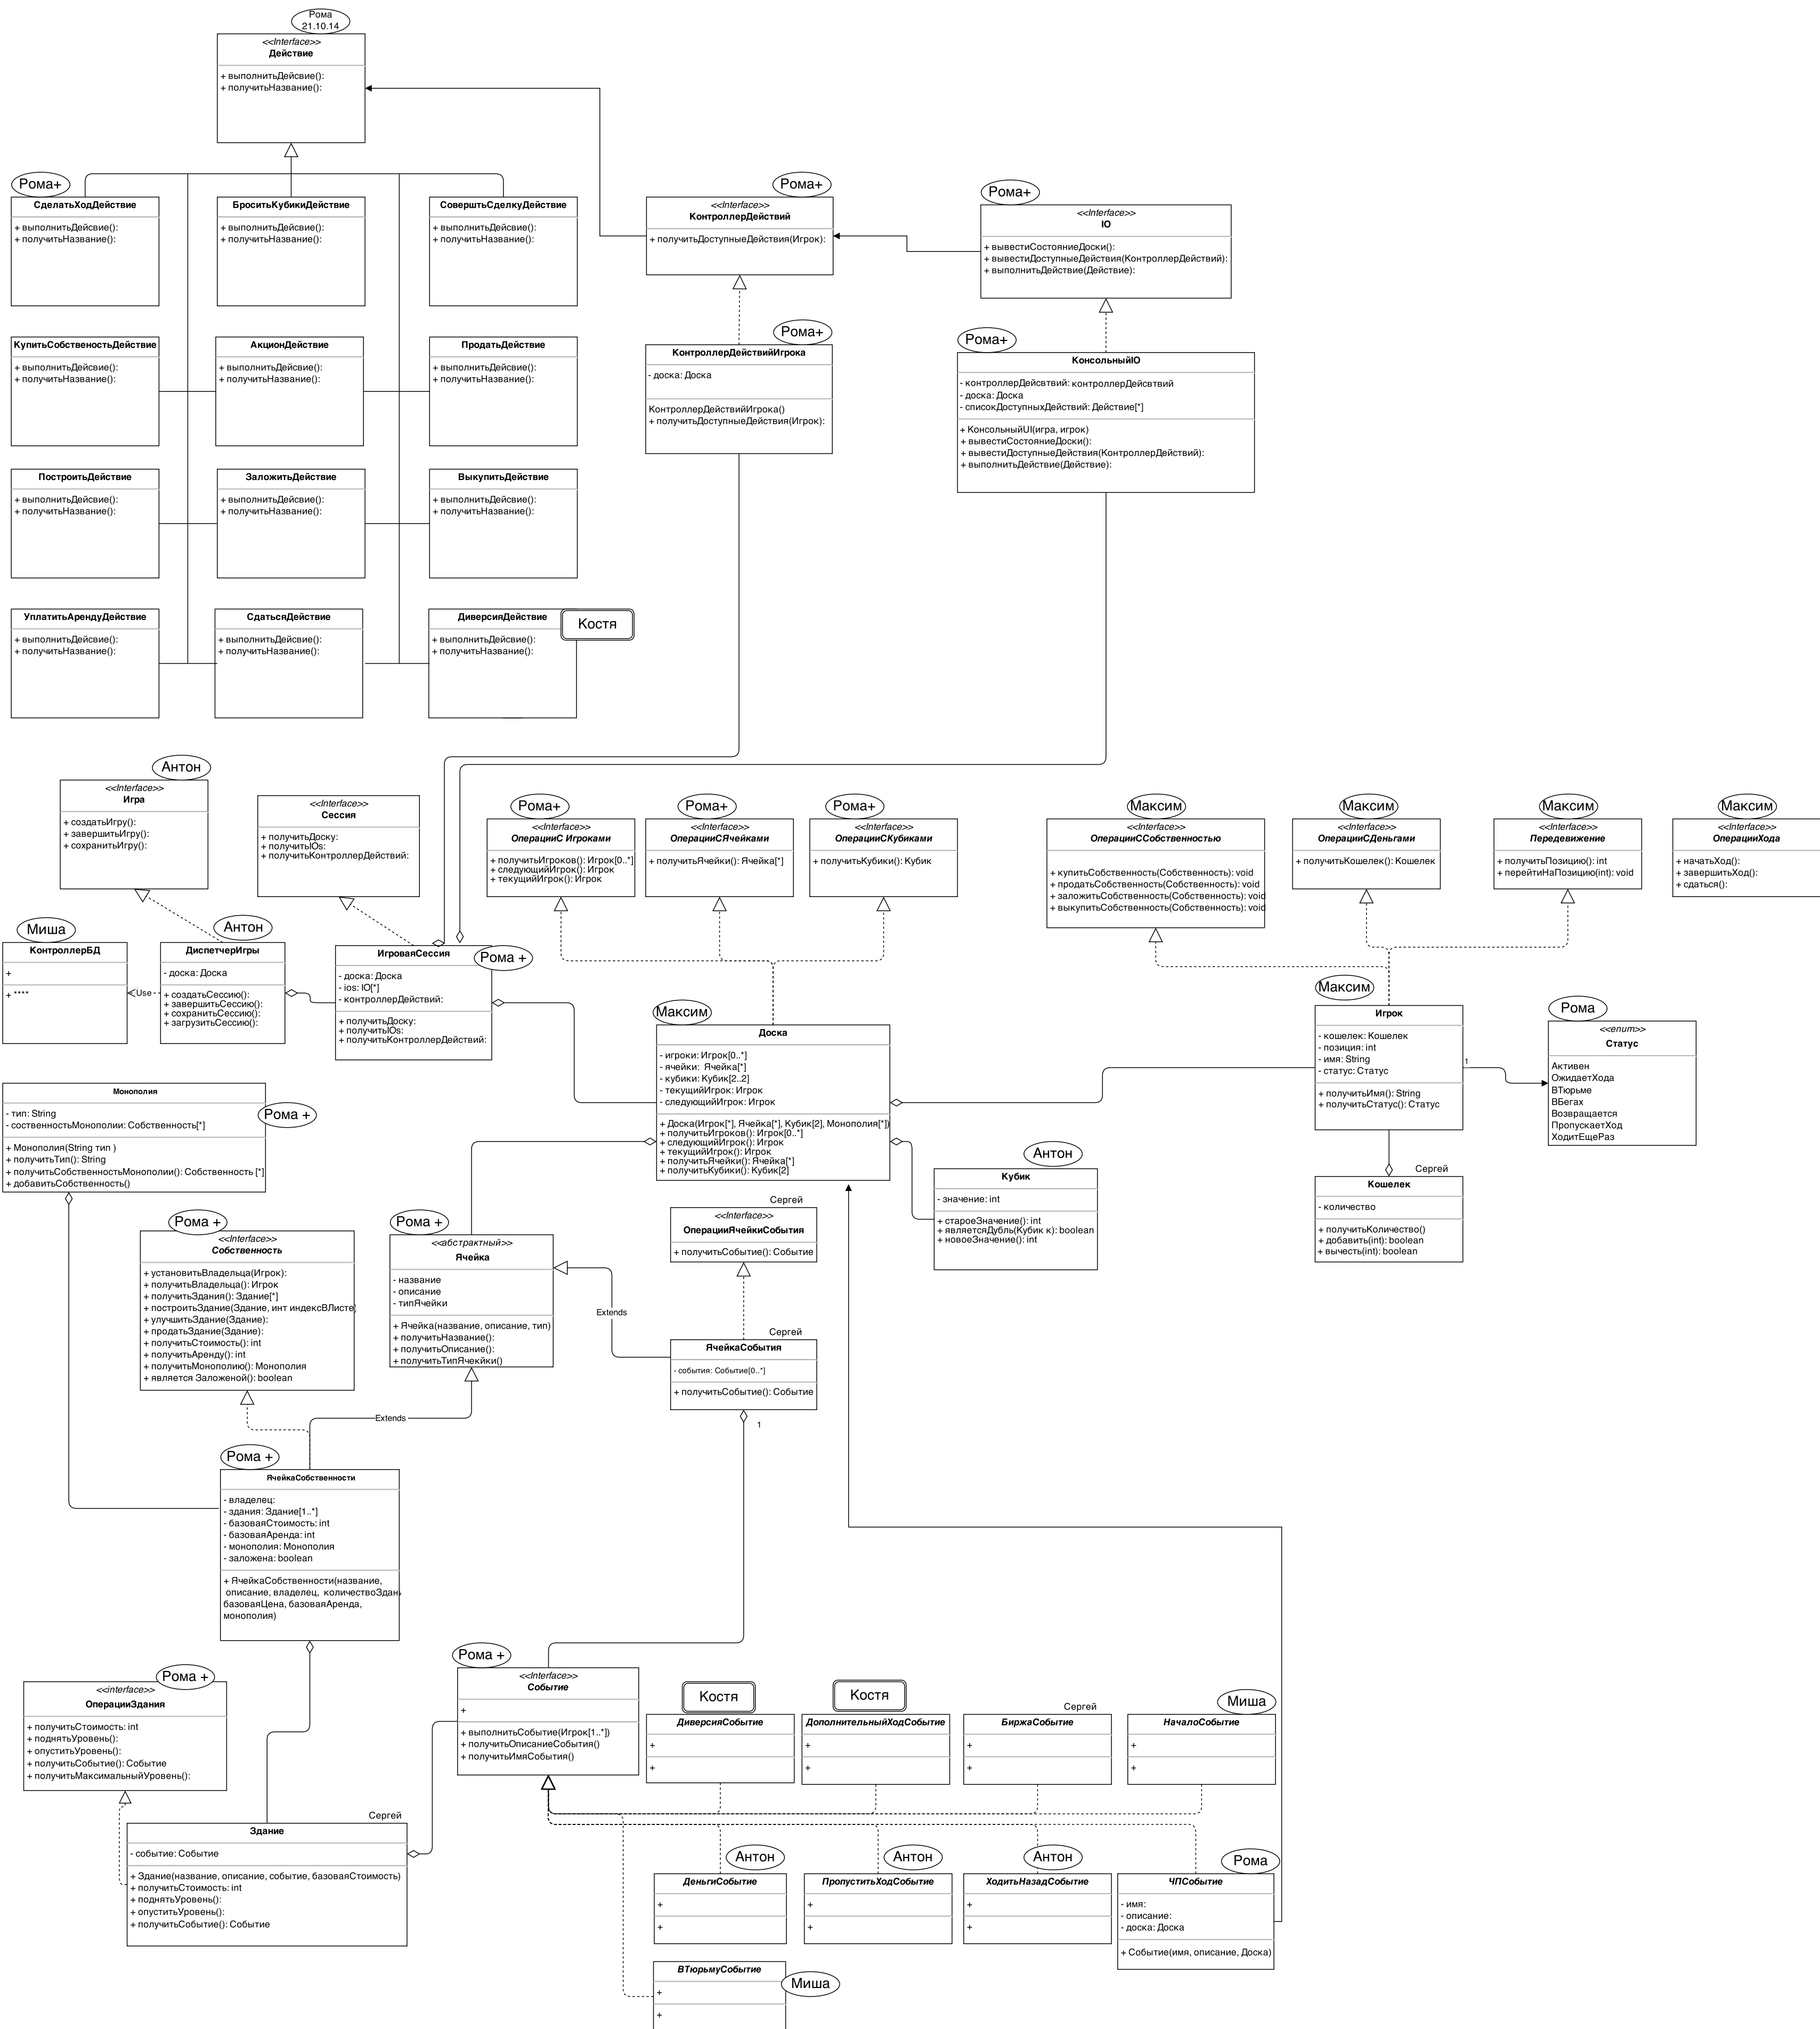 Рома
21.10.14
<<Interface>>
Действие
+ выполнитьДейсвие():
+ получитьНазвание():
Рома+
СделатьХодДействие
+ выполнитьДейсвие():
+ получитьНазвание():
БроситьКубикиДействие
+ выполнитьДейсвие():
+ получитьНазвание():
СоверштьСделкуДействие
+ выполнитьДейсвие():
+ получитьНазвание():
Рома+
<<Interface>>
КонтроллерДействий
+ получитьДоступныеДействия(Игрок):
Рома+
<<Interface>>
IO
+ вывестиСостояниеДоски():
+ вывестиДоступныеДействия(КонтроллерДействий):
+ выполнитьДействие(Действие):
КупитьСобственостьДействие
+ выполнитьДейсвие():
+ получитьНазвание():
АкционДействие
+ выполнитьДейсвие():
+ получитьНазвание():
ПродатьДействие
+ выполнитьДейсвие():
+ получитьНазвание():
Рома+
КонтроллерДействийИгрока
- доска: Доска
КонтроллерДействийИгрока()
+ получитьДоступныеДействия(Игрок):
Рома+
КонсольныйIO
- контроллерДейсвтвий: контроллерДейсвтвий
- доска: Доска
- списокДоступныхДействий: Действие[*]
+ КонсольныйUI(игра, игрок)
+ вывестиСостояниеДоски():
+ вывестиДоступныеДействия(КонтроллерДействий):
+ выполнитьДействие(Действие):
ПостроитьДействие
+ выполнитьДейсвие():
+ получитьНазвание():
ЗаложитьДействие
+ выполнитьДейсвие():
+ получитьНазвание():
ВыкупитьДействие
+ выполнитьДейсвие():
+ получитьНазвание():
УплатитьАрендуДействие
+ выполнитьДейсвие():
+ получитьНазвание():
СдатьсяДействие
+ выполнитьДейсвие():
+ получитьНазвание():
ДиверсияДействие
+ выполнитьДейсвие():
+ получитьНазвание():
Костя
Антон
<<Interface>>
Игра
+ создатьИгру():
+ завершитьИгру():
+ сохранитьИгру():
<<Interface>>
Сессия
+ получитьДоску:
+ получитьIOs:
+ получитьКонтроллерДействий:
Рома+
<<Interface>>
ОперацииС Игроками
+ получитьИгроков(): Игрок[0..*]
+ следующийИгрок(): Игрок
+ текущийИгрок(): Игрок
Рома+
<<Interface>>
ОперацииСЯчейками
+ получитьЯчейки(): Ячейка[*]
Рома+
<<Interface>>
ОперацииСКубиками
+ получитьКубики(): Кубик
Максим
<<Interface>>
ОперацииССобственностью
+ купитьСобственность(Собственность): void
+ продатьСобственность(Собственность): void
+ заложитьСобственность(Собственность): void
+ выкупитьСобственность(Собственность): void
Максим
<<Interface>>
ОперацииСДеньгами
+ получитьКошелек(): Кошелек
Максим
<<Interface>>
Передевижение
+ получитьПозицию(): int
+ перейтиНаПозицию(int): void
Максим
<<Interface>>
ОперацииХода
+ начатьХод():
+ завершитьХод():
+ сдаться():
Миша
КонтроллерБД
+
+ ****
Use
Антон
ДиспетчерИгры
- доска: Доска
+ создатьСессию():
+ завершитьСессию():
+ сохранитьСессию():
+ загрузитьСессию():
Рома +
ИгроваяСессия
- доска: Доска
- ios: IO[*]
- контроллерДействий:
+ получитьДоску:
+ получитьIOs:
+ получитьКонтроллерДействий:
Максим
Доска
- игроки: Игрок[0..*]
- ячейки:  Ячейка[*]
- кубики: Кубик[2..2]
- текущийИгрок: Игрок
- следующийИгрок: Игрок
+ Доска(Игрок[*], Ячейка[*], Кубик[2], Монополия[*])
+ получитьИгроков(): Игрок[0..*]
+ следующийИгрок(): Игрок
+ текущийИгрок(): Игрок
+ получитьЯчейки(): Ячейка[*]
+ получитьКубики(): Кубик[2]
Максим
Игрок
- кошелек: Кошелек
- позиция: int
- имя: String
- статус: Статус
+ получитьИмя(): String
+ получитьСтатус(): Статус
1
Рома
<<enum>>
Статус
Активен
ОжидаетХода
ВТюрьме
ВБегах
Возвращается
ПропускаетХод
ХодитЕщеРаз
Монополия
- тип: String
- соственностьМонополии: Собственность[*]
+ Монополия(String тип )
+ получитьТип(): String
+ получитьСобственностьМонополии(): Собственность [*]
+ добавитьСобственность()
Рома +
Антон
Кубик
- значение: int
+ староеЗначение(): int
+ являетсяДубль(Кубик к): boolean
+ новоеЗначение(): int
Сергей
Кошелек
- количество
+ получитьКоличество()
+ добавить(int): boolean
+ вычесть(int): boolean
Рома +
<<Interface>>
Собственность
+ установитьВладельца(Игрок):
+ получитьВладельца(): Игрок
+ получитьЗдания(): Здание[*]
+ построитьЗдание(Здание, инт индексВЛисте)
+ улучшитьЗдание(Здание):
+ продатьЗдание(Здание):
+ получитьСтоимость(): int
+ получитьАренду(): int
+ получитьМонополию(): Монополия
+ является Заложеной(): boolean
Рома +
<<абстрактный>>
Ячейка
- название
- описание
- типЯчейки
+ Ячейка(название, описание, тип)
+ получитьНазвание():
+ получитьОписание():
+ получитьТипЯчекйки()
Сергей
<<Interface>>
ОперацииЯчейкиСобытия
+ получитьСобытие(): Событие
Extends
Сергей
ЯчейкаСобытия
- события: Событие[0..*]
+ получитьСобытие(): Событие
1
Extends
Рома +
ЯчейкаСобственности
- владелец:
- здания: Здание[1..*]
- базоваяСтоимость: int
- базоваяАренда: int
- монополия: Монополия
- заложена: boolean
+ ЯчейкаСобственности(название,
описание, владелец,  количествоЗдан
базоваяЦена, базоваяАренда,
монополия)
Рома +
<<interface>>
ОперацииЗдания
+ получитьСтоимость: int
+ поднятьУровень():
+ опуститьУровень():
+ получитьСобытие(): Событие
+ получитьМаксимальныйУровень():
Рома +
<<Interface>>
Событие
+
+ выполнитьСобытие(Игрок[1..*])
+ получитьОписаниеСобытия()
+ получитьИмяСобытия()
Костя
ДиверсияСобытие
+
+
Костя
ДополнительныйХодСобытие
+
+
Сергей
БиржаСобытие
+
+
Миша
НачалоСобытие
+
+
Сергей
Здание
- событие: Событие
+ Здание(название, описание, событие, базоваяСтоимость)
+ получитьСтоимость: int
+ поднятьУровень():
+ опуститьУровень():
+ получитьСобытие(): Событие
Антон
ДеньгиСобытие
+
+
Антон
ПропуститьХодСобытие
+
+
Антон
ХодитьНазадСобытие
+
+
Рома
ЧПСобытие
- имя:
- описание:
- доска: Доска
+ Событие(имя, описание, Доска)
ВТюрьмуСобытие
+
+
Миша